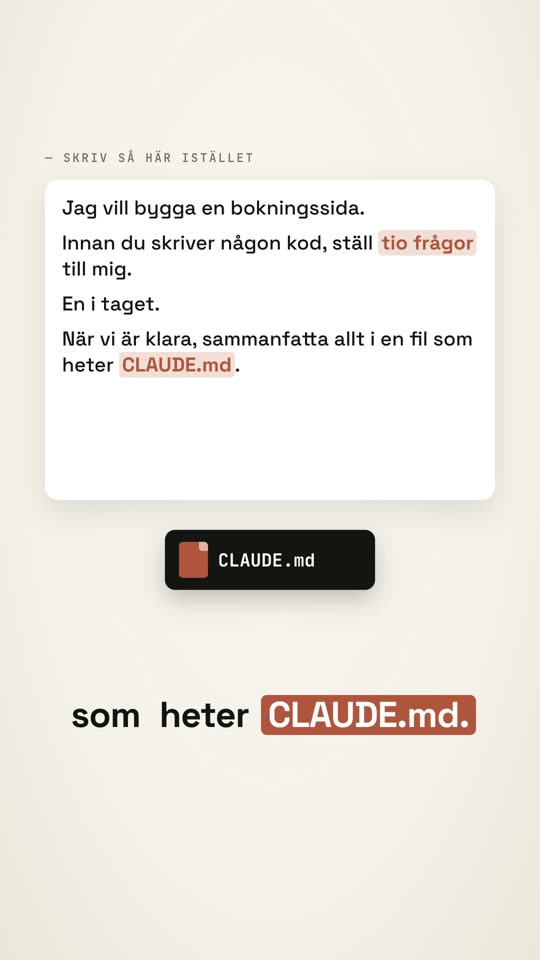 — SKRIV SÅ HÄR ISTÄLLET
Jag vill bygga en bokningssida.
Innan du skriver någon kod, ställ tio frågor
till mig.
En i taget.
När vi är klara, sammanfatta allt i en fil som
heter CLAUDE.md.
CLAUDE.md
som heter CLAUDE.md.